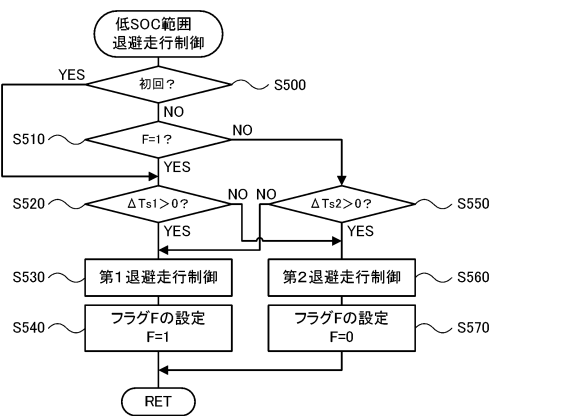 低SOC範囲
退避走行制御
YES
初回？
S500
NO
S510
F=1？
NO
YES
S520
ΔTs1＞0？
NO
NO
ΔTs2＞0？
S550
YES
YES
S530
第１退避走行制御
第２退避走行制御
S560
S540
フラグFの設定
F=1
フラグFの設定
F=0
S570
RET